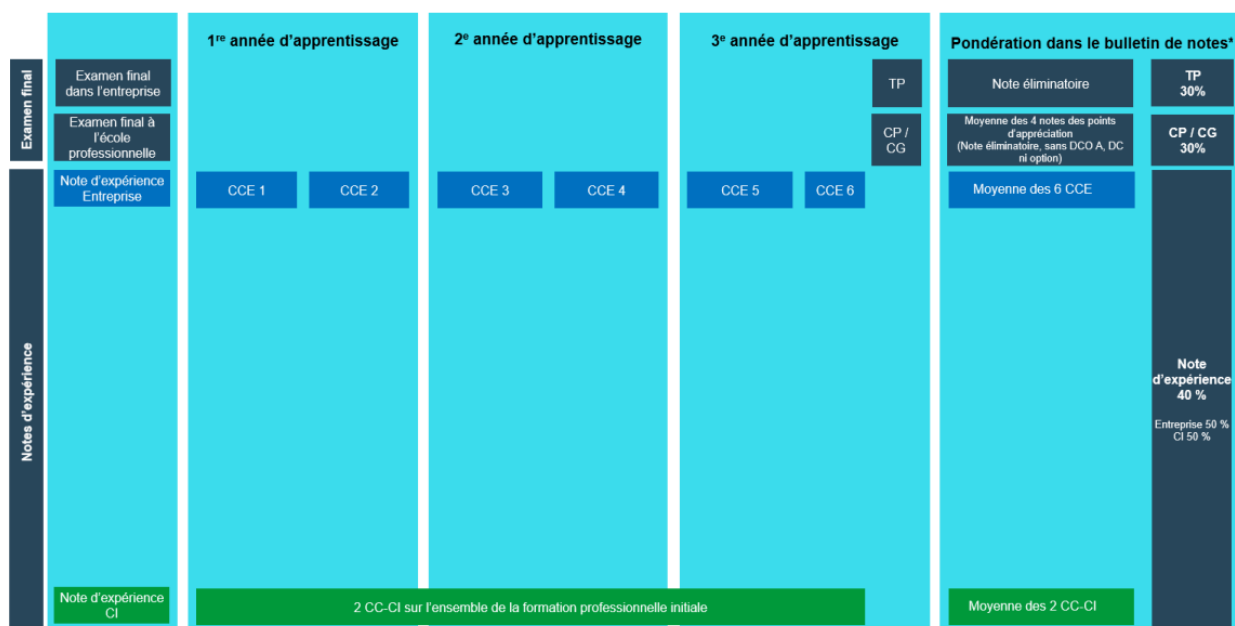 1re année d'apprentissage
2e année d'apprentissage
3e année d'apprentissage
Pondération dans le bulletin de notes*
Examen final
Examen final
dans l'entreprise
TP
Note éliminatoire
TP
30%
Examen final à
l'école
professionnelle
CP /
CG
Moyenne des 4 notes des points
d'appréciation
(Note éliminatoire, sans DCO A, DC
ni option)
CP / CG
30%
Notes d'expérience
Note d'expérience
Entreprise
CCE 1
CCE 2
CCE 3
CCE 4
CCE 5
CCE 6
Moyenne des 6 CCE
Note
d'expérience
40 %
Entreprise 50 %
CI 50 %
Note d'expérience
CI
2 CC-CI sur l'ensemble de la formation professionnelle initiale
Moyenne des 2 CC-CI